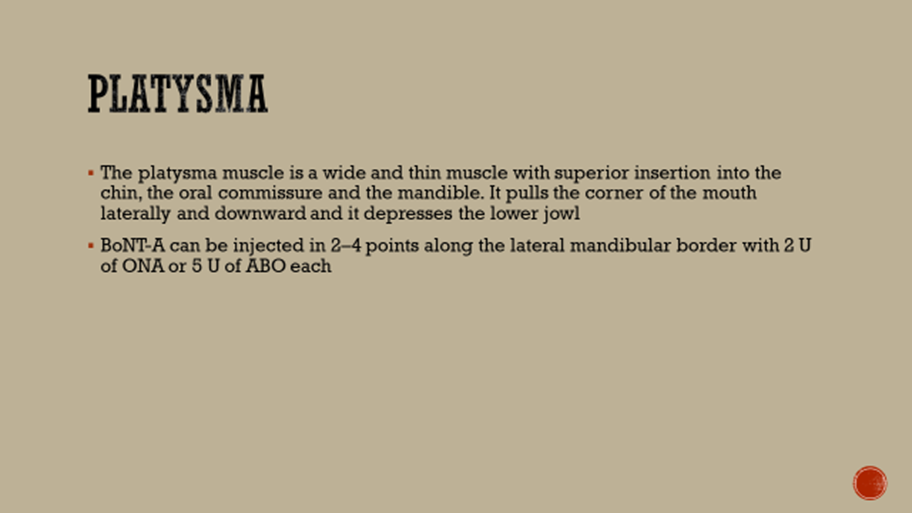 PLATYSMA
▪ The platysma muscle is a wide and thin muscle with superior insertion into the
chin, the oral commissure and the mandible. It pulls the corner of the mouth
laterally and downward and it depresses the lower jowl
▪ BoNT-A can be injected in 2–4 points along the lateral mandibular border with 2 U
of ONA or 5 U of ABO each